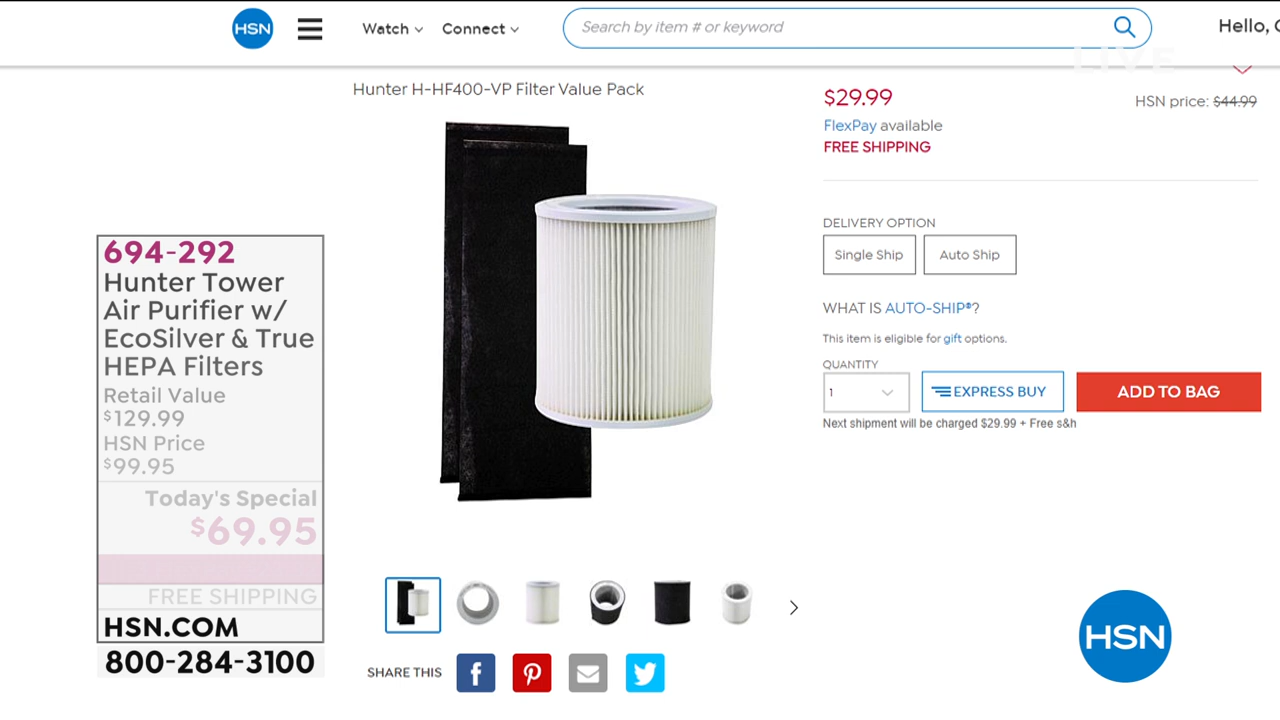 HSN
Watch
Connect
Search by item # or keyword
Hello,
LIVE
Hunter H-HF400-VP Filter Value Pack
$29.99
HSN price: $44.99
FlexPay available
FREE SHIPPING
DELIVERY OPTION
Single Ship
Auto Ship
WHAT IS AUTO-SHIP®?
This item is eligible for gift options.
QUANTITY
1
EXPRESS BUY
ADD TO BAG
Next shipment will be charged $29.99 + Free s&h
694-292
Hunter Tower
Air Purifier w/
EcoSilver & True
HEPA Filters
Retail Value
$129.99
HSN Price
$99.95
Today's Special
$69.95
FREE SHIPPING
HSN.COM
800-284-3100
SHARE THIS
HSN